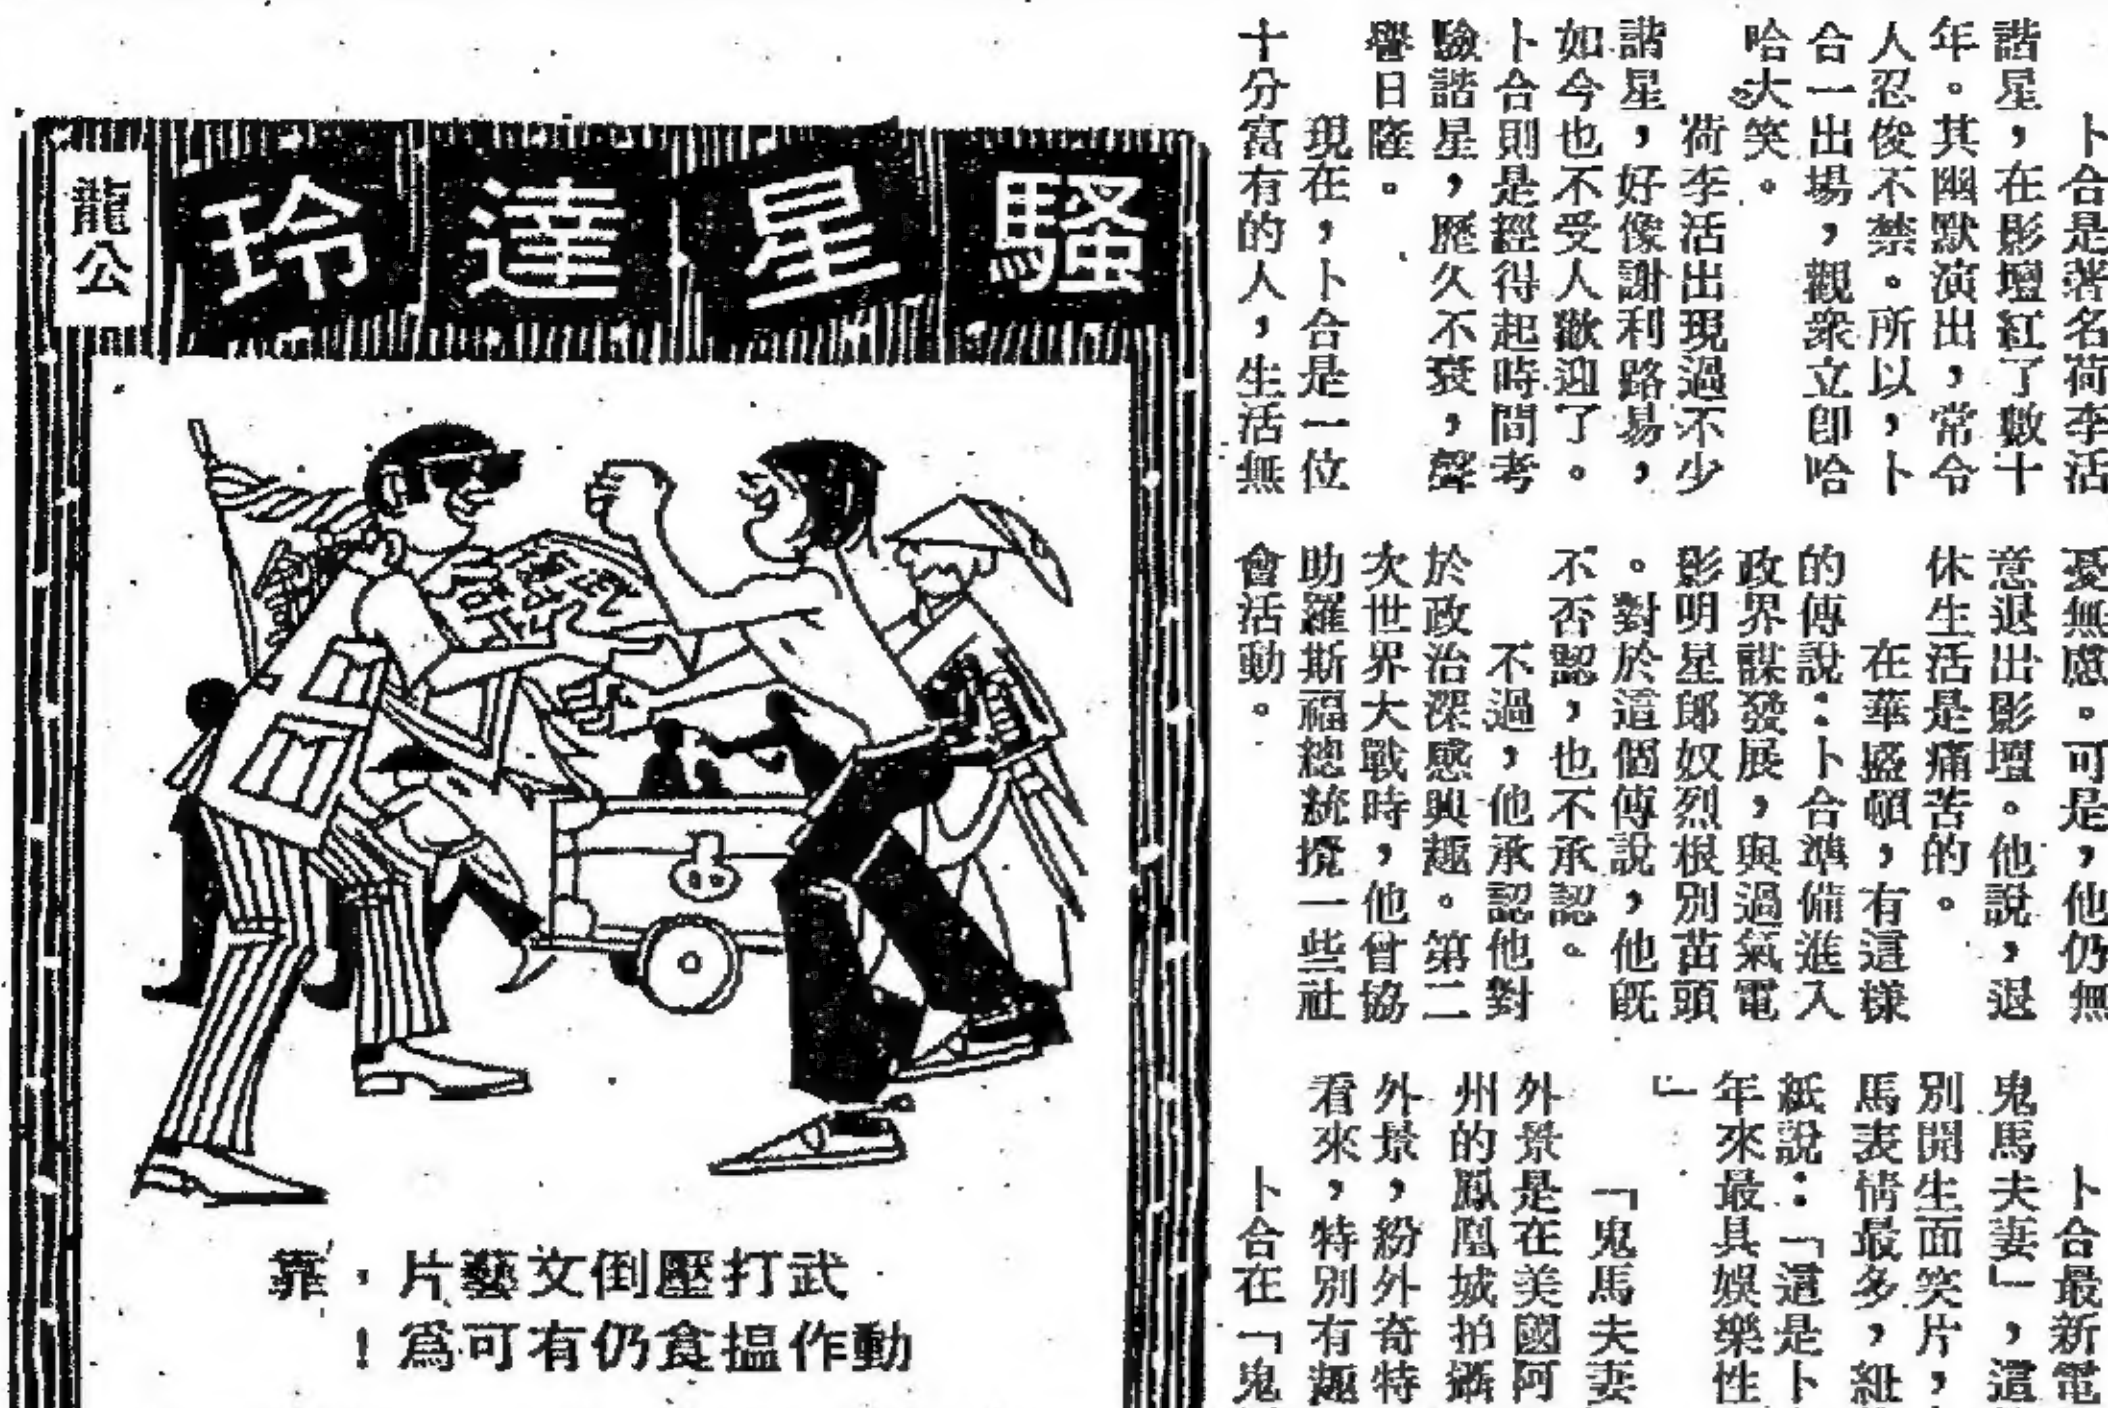 騷星達玲
龍公
武打壓倒文藝片，靠
動作搵食仍有可爲！
卜合是著名荷李活
諧星，在影壇紅了數十
年。其幽默演出，常令
人忍俊不禁。所以，卜
合一出場，觀衆立即哈
哈大笑。
荷李活出現過不少
諧星，好像謝利路易，
如今也不受人歡迎了。
卜合則是經得起時間考
驗諧星，歷久不衰，聲
譽日隆。
現在，卜合是一位
十分富有的人，生活無
憂無慮。可是，他仍無
意退出影壇。他說，退
休生活是痛苦的。
在華盛頓，有這樣
的傳說：卜合準備進入
政界謀發展，與過氣電
影明星郎奴烈根別苗頭
。對於這個傳說，他既
不否認，也不承認。
不過，他承認他對
於政治深感興趣。第二
次世界大戰時，他曾協
助羅斯福總統攪一些社
會活動。
卜合最新電
鬼馬夫妻」，這
別開生面笑片，
馬表情最多，紐
紙說：「這是卜
年來最具娛樂性
」
「鬼馬夫妻
外景是在美國阿
州的鳳凰城拍攝
外景，紛外奇特
看來，特別有趣
卜合在「鬼